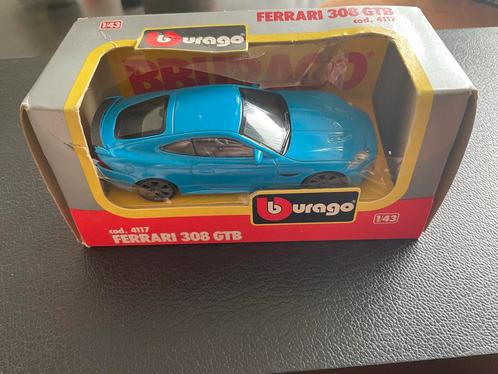 1:43
burago
FERRARI 308 GTB
cod. 4117
BBURAGO
burago
1:43
cod. 4117
FERRARI 308 GTB